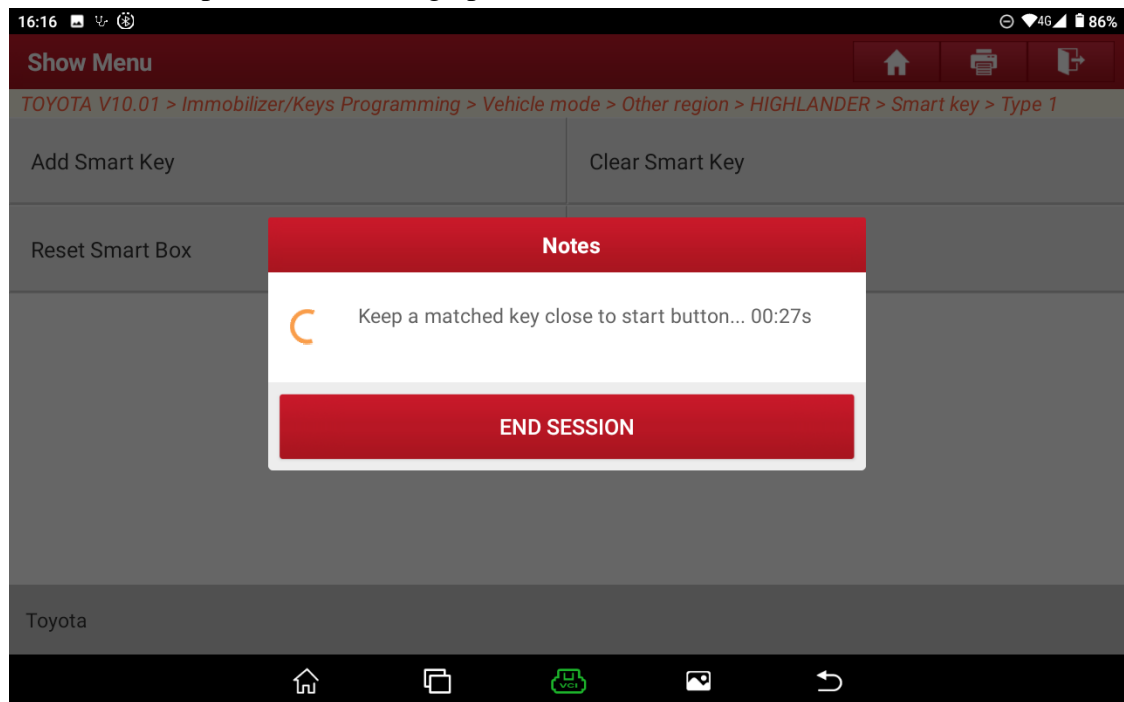 16:16
4G 86%
Show Menu
TOYOTA V10.01 > Immobilizer/Keys Programming > Vehicle mode > Other region > HIGHLANDER > Smart key > Type 1
Add Smart Key
Clear Smart Key
Reset Smart Box
Notes
Keep a matched key close to start button... 00:27s
END SESSION
Toyota
VCI